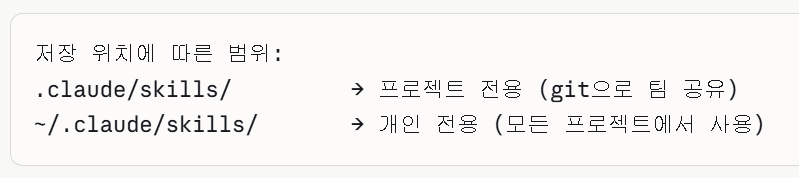 저장 위치에 따른 범위:
.claude/skills/ → 프로젝트 전용 (git으로 팀 공유)
~/.claude/skills/ → 개인 전용 (모든 프로젝트에서 사용)